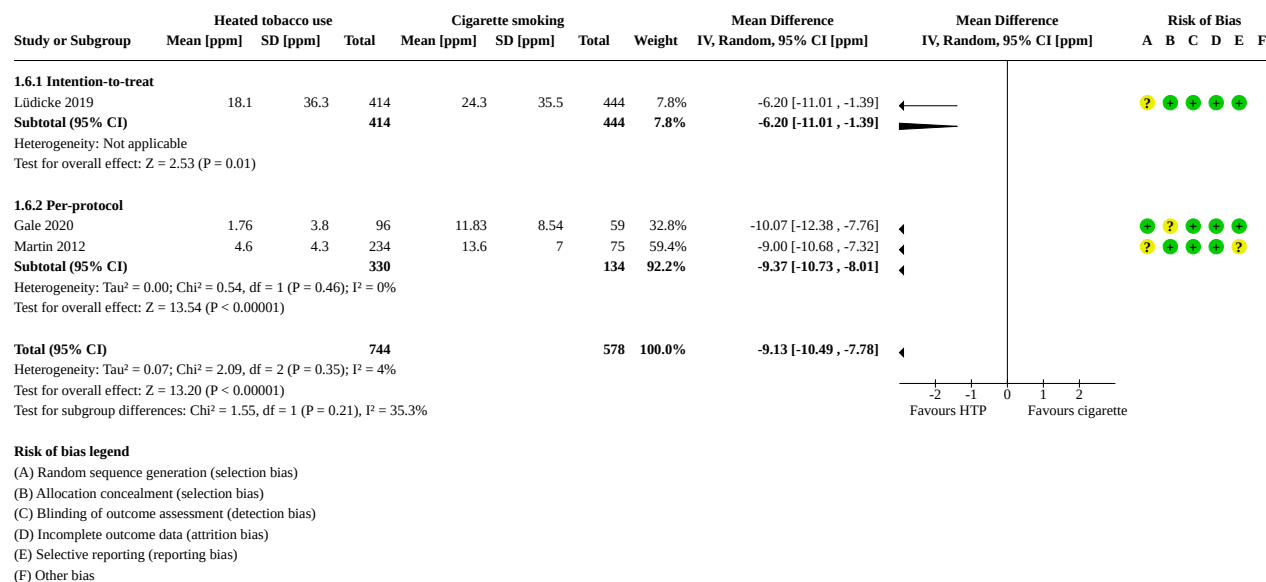 Heated tobacco use Cigarette smoking Mean Difference Mean Difference Risk of Bias
Study or Subgroup Mean [ppm] SD [ppm] Total Mean [ppm] SD [ppm] Total Weight IV, Random, 95% CI [ppm] IV, Random, 95% CI [ppm] A B C D E F
1.6.1 Intention-to-treat
Lüdicke 2019 18.1 36.3 414 24.3 35.5 444 7.8% -6.20 [-11.01 , -1.39] ? + + + +
Subtotal (95% CI) 414 444 7.8% -6.20 [-11.01 , -1.39]
Heterogeneity: Not applicable
Test for overall effect: Z = 2.53 (P = 0.01)
1.6.2 Per-protocol
Gale 2020 1.76 3.8 96 11.83 8.54 59 32.8% -10.07 [-12.38 , -7.76] + ? + + +
Martin 2012 4.6 4.3 234 13.6 7 75 59.4% -9.00 [-10.68 , -7.32] ? + + + ?
Subtotal (95% CI) 330 134 92.2% -9.37 [-10.73 , -8.01]
Heterogeneity: Tau² = 0.00; Chi² = 0.54, df = 1 (P = 0.46); I² = 0%
Test for overall effect: Z = 13.54 (P < 0.00001)
Total (95% CI) 744 578 100.0% -9.13 [-10.49 , -7.78]
Heterogeneity: Tau² = 0.07; Chi² = 2.09, df = 2 (P = 0.35); I² = 4%
Test for overall effect: Z = 13.20 (P < 0.00001)
-2 -1 0 1 2
Test for subgroup differences: Chi² = 1.55, df = 1 (P = 0.21), I² = 35.3% Favours HTP Favours cigarette
Risk of bias legend
(A) Random sequence generation (selection bias)
(B) Allocation concealment (selection bias)
(C) Blinding of outcome assessment (detection bias)
(D) Incomplete outcome data (attrition bias)
(E) Selective reporting (reporting bias)
(F) Other bias